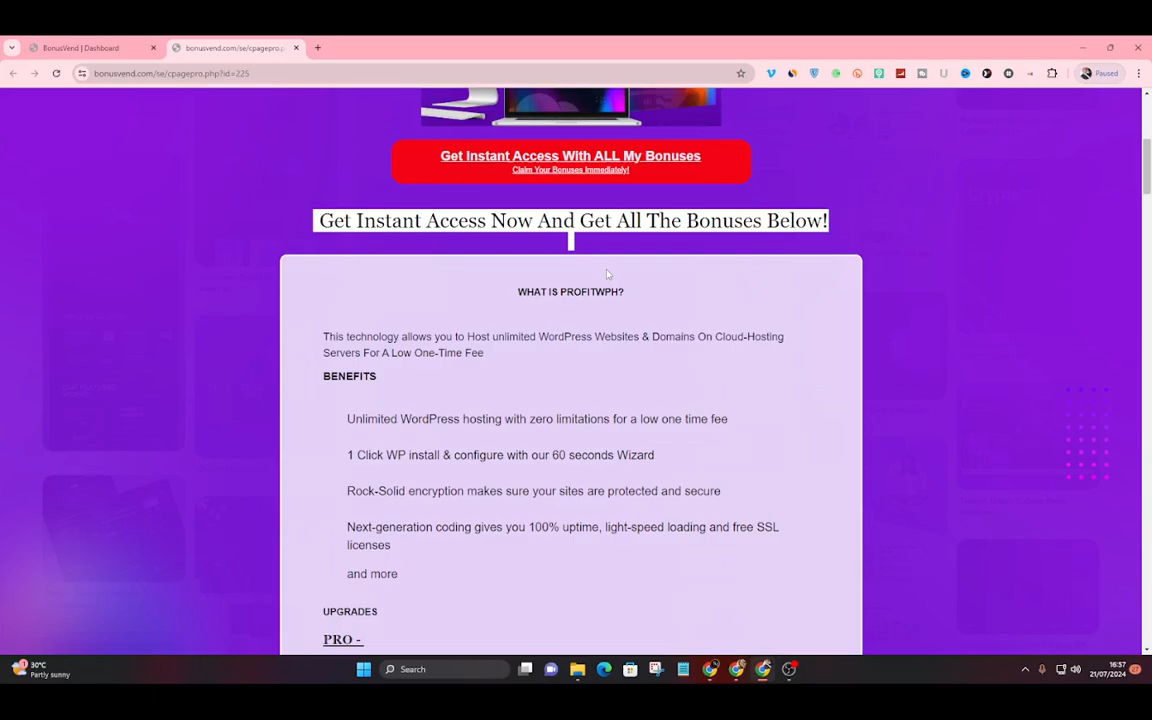 BonusVend | Dashboard
bonusvend.com/se/cpagepro.p
bonusvend.com/se/cpagepro.php?id=225
Paused
Get Instant Access With ALL My Bonuses
Claim Your Bonuses Immediately!
Get Instant Access Now And Get All The Bonuses Below!
WHAT IS PROFITWPH?
This technology allows you to Host unlimited WordPress Websites & Domains On Cloud-Hosting
Servers For A Low One-Time Fee
BENEFITS
Unlimited WordPress hosting with zero limitations for a low one time fee
1 Click WP install & configure with our 60 seconds Wizard
Rock-Solid encryption makes sure your sites are protected and secure
Next-generation coding gives you 100% uptime, light-speed loading and free SSL
licenses
and more
UPGRADES
PRO -
30°C
Partly sunny
Search
16:57
21/07/2024